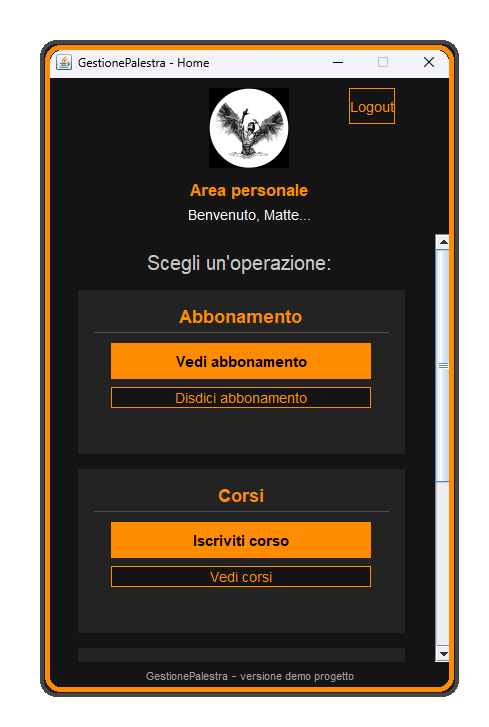 GestionePalestra - Home
Logout
Area personale
Benvenuto, Matte...
Scegli un'operazione:
Abbonamento
Vedi abbonamento
Disdici abbonamento
Corsi
Iscriviti corso
Vedi corsi
GestionePalestra – versione demo progetto